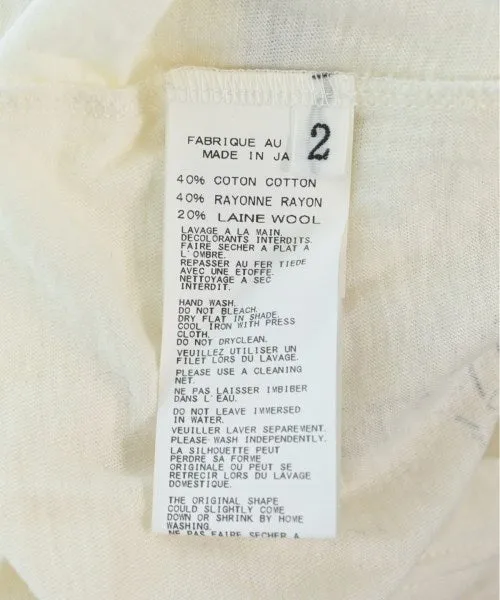 FABRIQUE AU
MADE IN JA
2
40% COTON COTTON
40% RAYONNE RAYON
20% LAINE WOOL
LAVAGE A LA MAIN.
DECOLORANTS INTERDITS.
FAIRE SECHER A PLAT A
L'OMBRE.
REPASSER AU FER TIEDE
AVEC UNE ETOFFE.
NETTOYAGE A SEC
INTERDIT.
HAND WASH.
DO NOT BLEACH.
DRY FLAT IN SHADE.
COOL IRON WITH PRESS
CLOTH.
DO NOT DRYCLEAN.
VEUILLEZ UTILISER UN
FILET LORS DU LAVAGE.
PLEASE USE A CLEANING
NET.
NE PAS LAISSER IMBIBER
DANS L'EAU.
DO NOT LEAVE IMMERSED
IN WATER.
VEUILLER LAVER SEPAREMENT.
PLEASE WASH INDEPENDENTLY.
LA SILHOUETTE PEUT
PERDRE SA FORME
ORIGINALE OU PEUT SE
RETRECIR LORS DU LAVAGE
DOMESTIQUE.
THE ORIGINAL SHAPE
COULD SLIGHTLY COME
DOWN OR SHRINK BY HOME
WASHING.
NE PAS FAIRE SECHER A